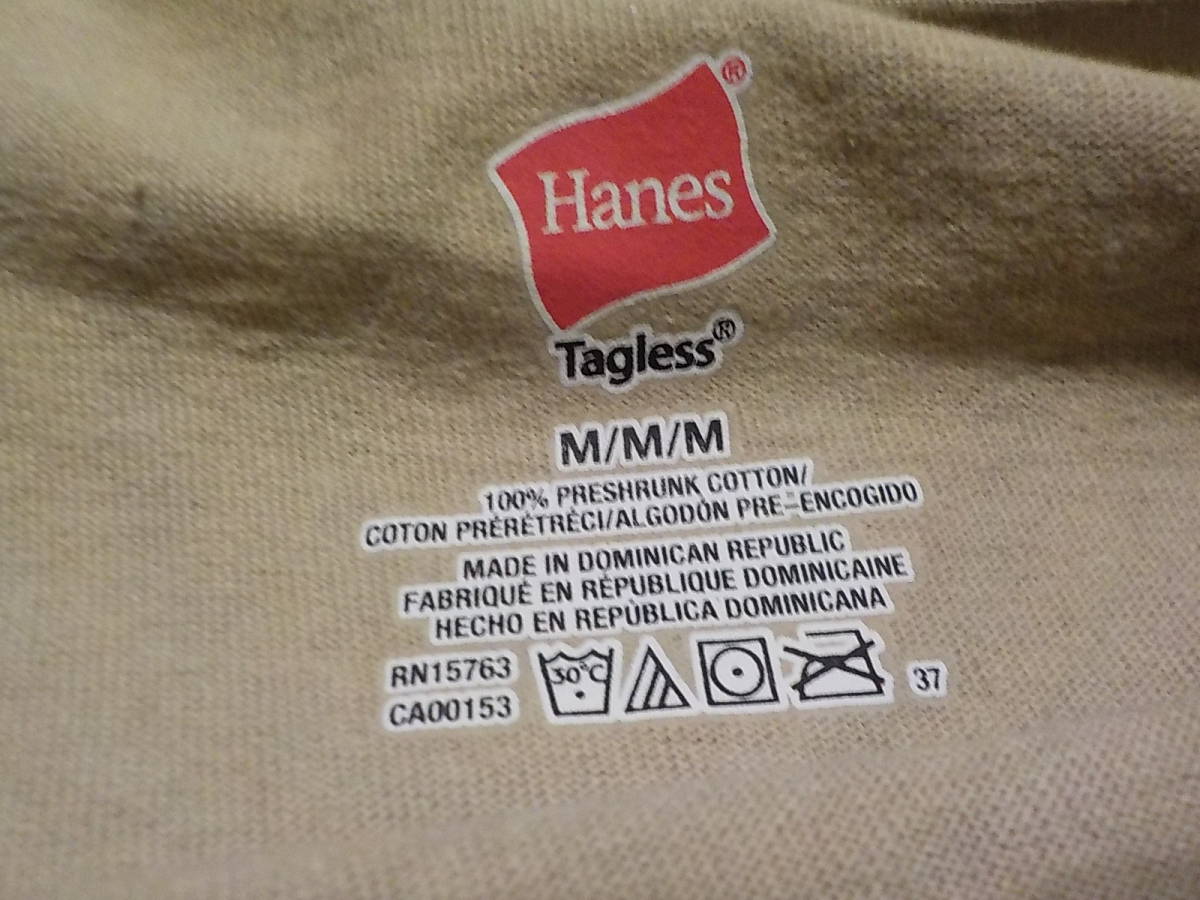 Hanes®
Tagless®
M/M/M
100% PRESHRUNK COTTON/
COTON PRÉRÉTRÉCI/ALGODÓN PRE-ENCOGIDO
MADE IN DOMINICAN REPUBLIC
FABRIQUÉ EN RÉPUBLIQUE DOMINICAINE
HECHO EN REPÚBLICA DOMINICANA
RN15763
CA00153
30°C
37